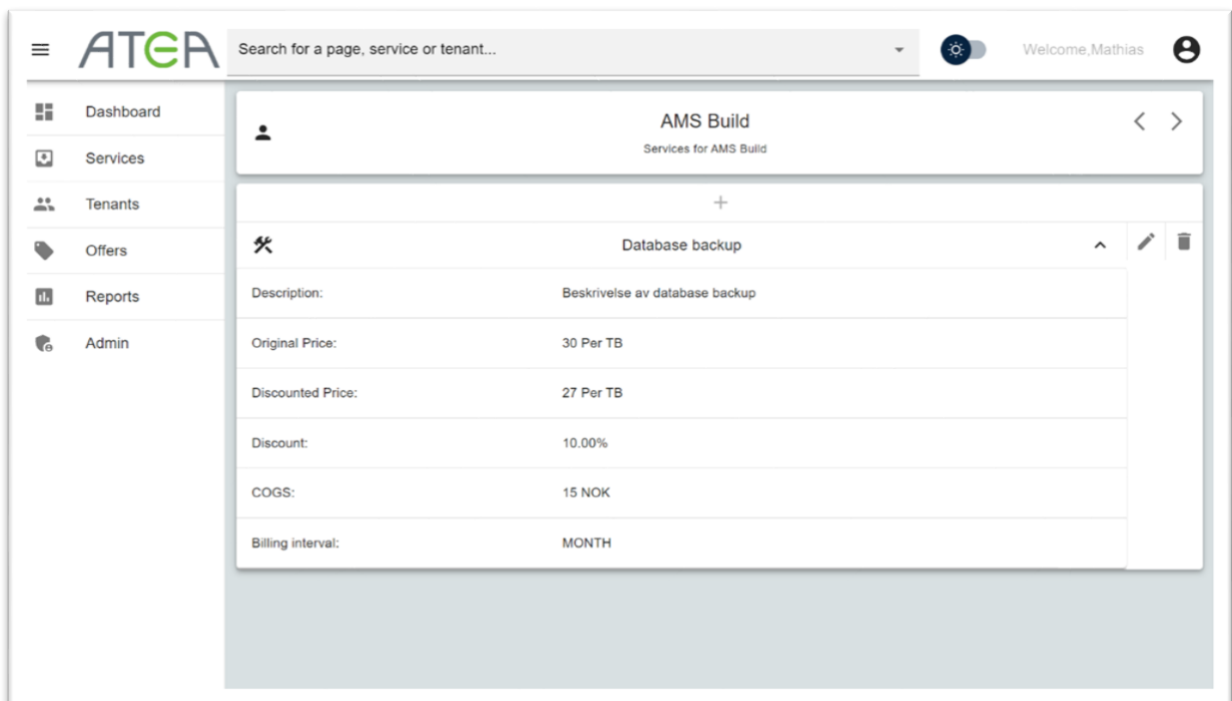 ATEA
Search for a page, service or tenant...
Welcome,Mathias
Dashboard
Services
Tenants
Offers
Reports
Admin
AMS Build
Services for AMS Build
Database backup
Description: Beskrivelse av database backup
Original Price: 30 Per TB
Discounted Price: 27 Per TB
Discount: 10.00%
COGS: 15 NOK
Billing interval: MONTH